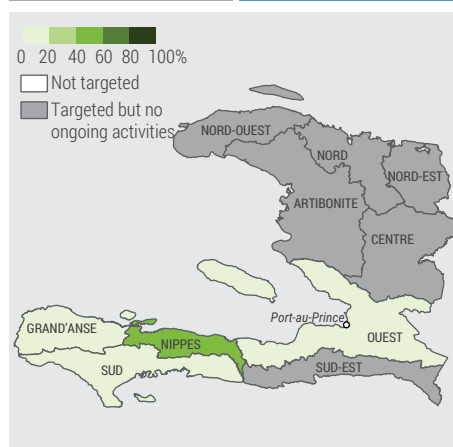 0 20 40 60 80 100%
Not targeted
Targeted but no
ongoing activities
NORD-OUEST
NORD
NORD-EST
ARTIBONITE
CENTRE
Port-au-Prince
GRAND'ANSE
NIPPES
OUEST
SUD
SUD-EST